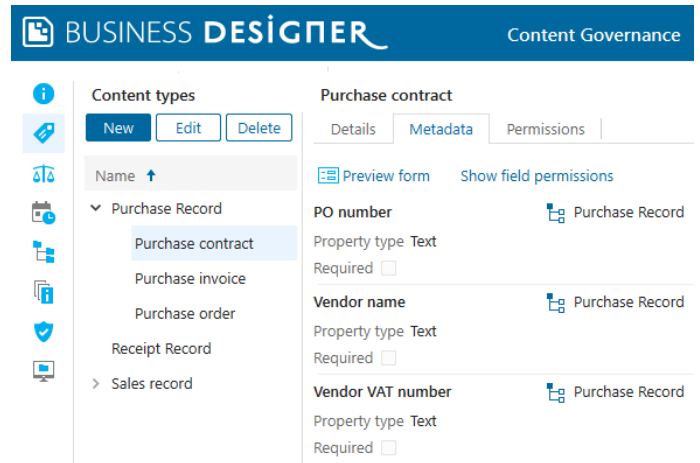 BUSINESS DESIGNER
Content Governance
Content types
New Edit Delete
Name
Purchase Record
Purchase contract
Purchase invoice
Purchase order
Receipt Record
Sales record
Purchase contract
Details Metadata Permissions
Preview form Show field permissions
PO number Purchase Record
Property type Text
Required
Vendor name Purchase Record
Property type Text
Required
Vendor VAT number Purchase Record
Property type Text
Required